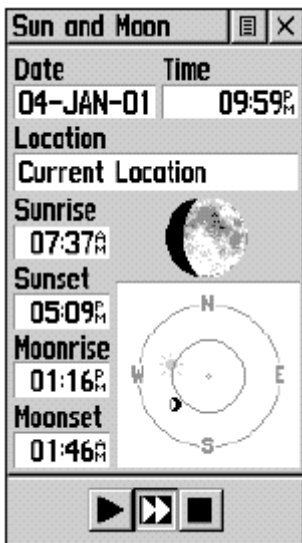 Sun and Moon
Date Time
04-JAN-01 09:59PM
Location
Current Location
Sunrise
07:37AM
Sunset
05:09PM
Moonrise
01:16PM
Moonset
01:46AM
N
W E
S